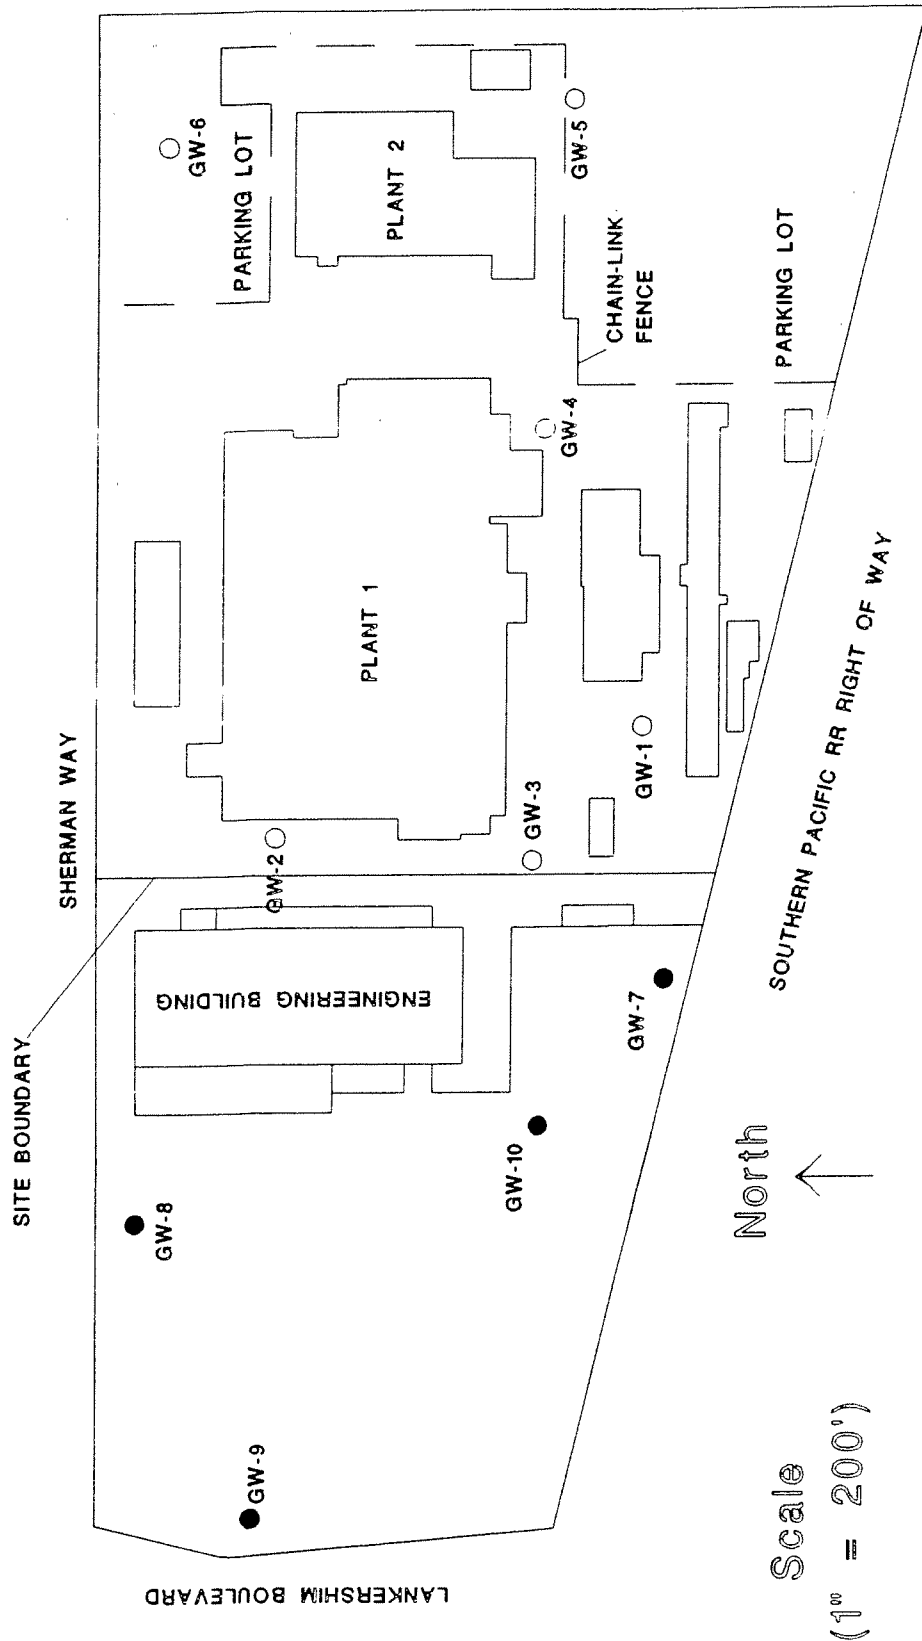 SITE BOUNDARY
SHERMAN WAY
LANKERSHIM BOULEVARD
GW-9
GW-8
ENGINEERING BUILDING
GW-10
GW-7
GW-2
GW-3
GW-1
PLANT 1
GW-4
PARKING LOT
GW-6
PLANT 2
GW-5
CHAIN-LINK
FENCE
PARKING LOT
SOUTHERN PACIFIC RR RIGHT OF WAY
North
Scale
(1" = 200')